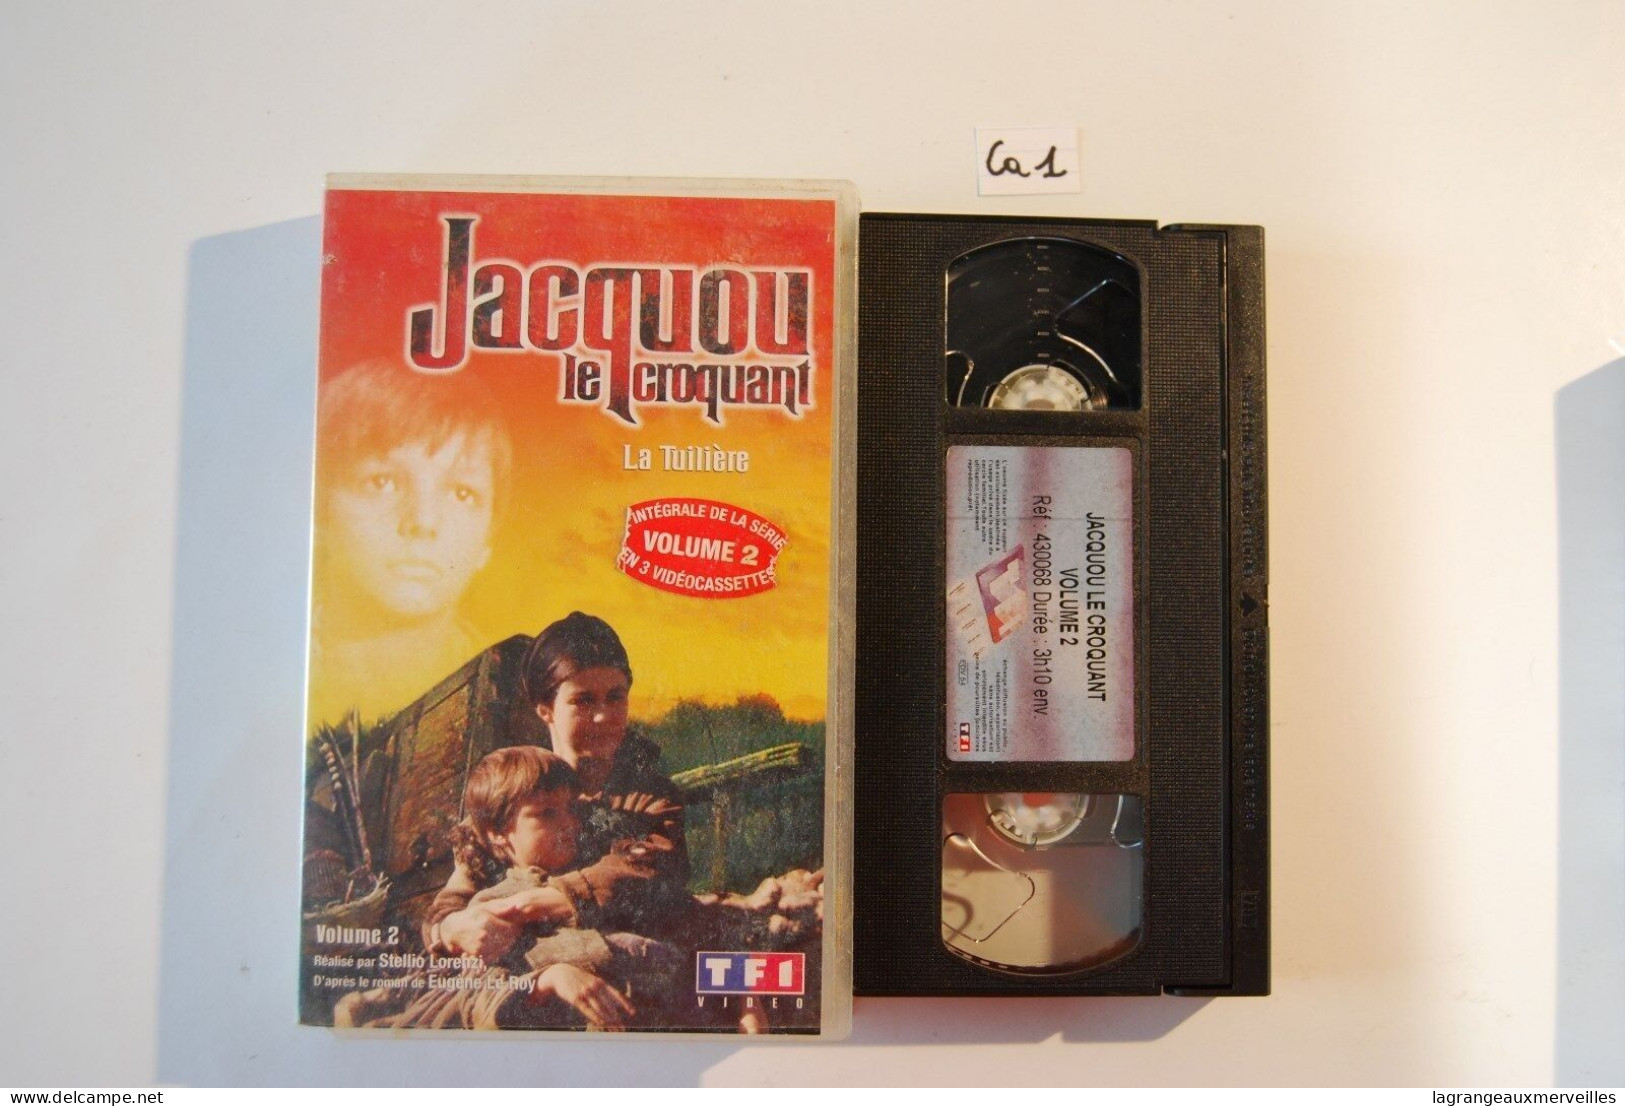 Ca 1
Jacquou
le croquant
La Tuilière
INTÉGRALE DE LA SÉRIE
VOLUME 2
EN 3 VIDÉOCASSETTES
Volume 2
Réalisé par Stellio Lorenzi,
D'après le roman de Eugène Le Roy
TF1
VIDEO
JACQUOU LE CROQUANT
VOLUME 2
Réf : 430068 Durée : 3h10 env.
TF1
delcampe.net
lagrangeauxmerveilles